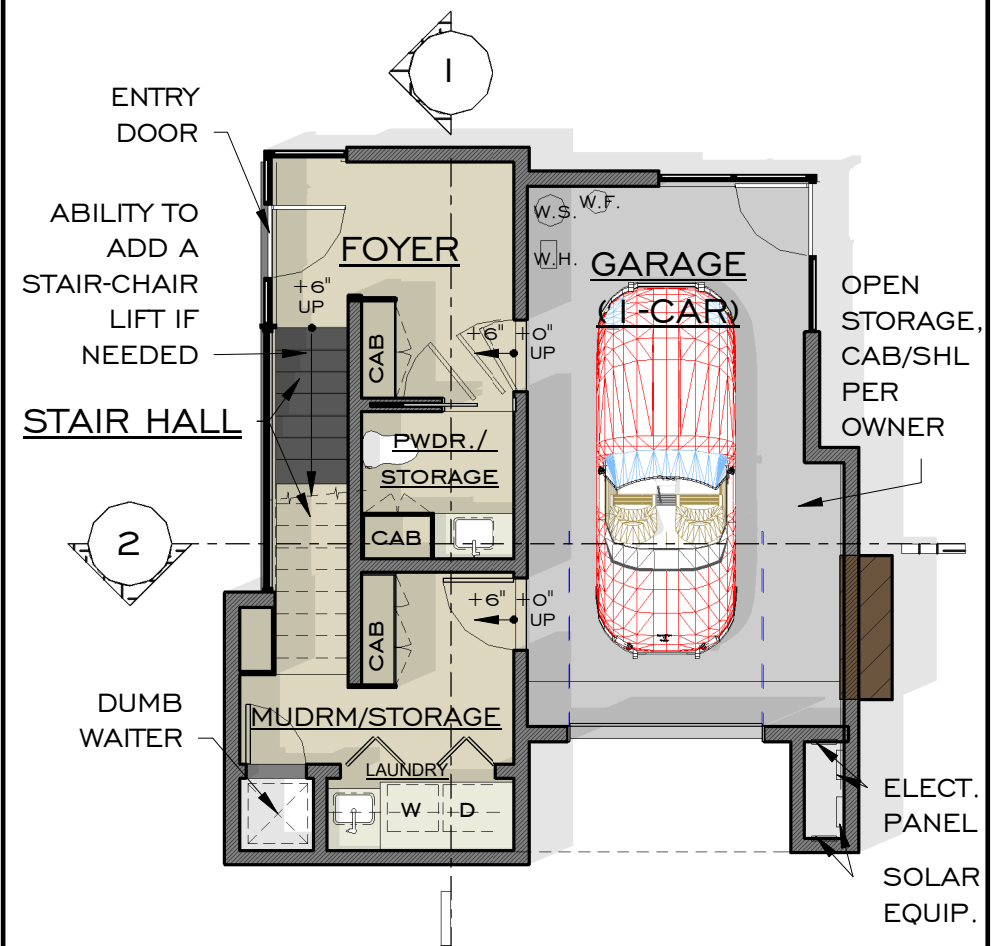 1
ENTRY
DOOR
ABILITY TO
ADD A
STAIR-CHAIR
LIFT IF
NEEDED
STAIR HALL
FOYER
+6"
UP
W.S.
W.F.
W.H.
GARAGE
(1-CAR)
OPEN
STORAGE,
CAB/SHL
PER
OWNER
CAB
+6" +0"
UP
PWDR./
STORAGE
CAB
2
CAB
+6" +0"
UP
DUMB
WAITER
MUDRM/STORAGE
LAUNDRY
W
D
ELECT.
PANEL
SOLAR
EQUIP.